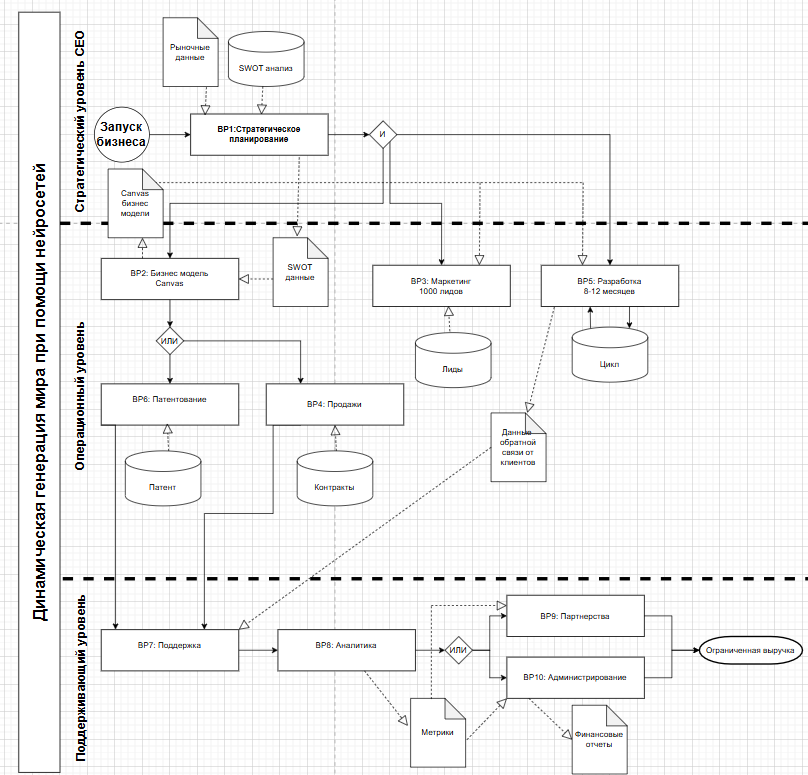 Динамическая генерация мира при помощи нейросетей
Стратегический уровень CEO
Рыночные
данные
SWOT анализ
Запуск
бизнеса
BP1:Стратегическое
планирование
И
Canvas
бизнес
модели
Операционный уровень
BP2: Бизнес модель
Canvas
SWOT
данные
BP3: Маркетинг
1000 лидов
BP5: Разработка
8-12 месяцев
ИЛИ
Лиды
Цикл
BP6: Патентование
BP4: Продажи
Данные
обратной
связи от
клиентов
Патент
Контракты
Поддерживающий уровень
BP7: Поддержка
BP8: Аналитика
ИЛИ
BP9: Партнерства
BP10: Администрирование
Ограниченная выручка
Метрики
Финансовые
отчеты